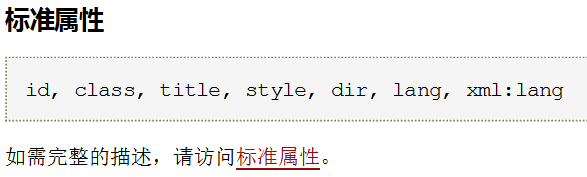 标准属性
id, class, title, style, dir, lang, xml:lang
如需完整的描述，请访问标准属性。